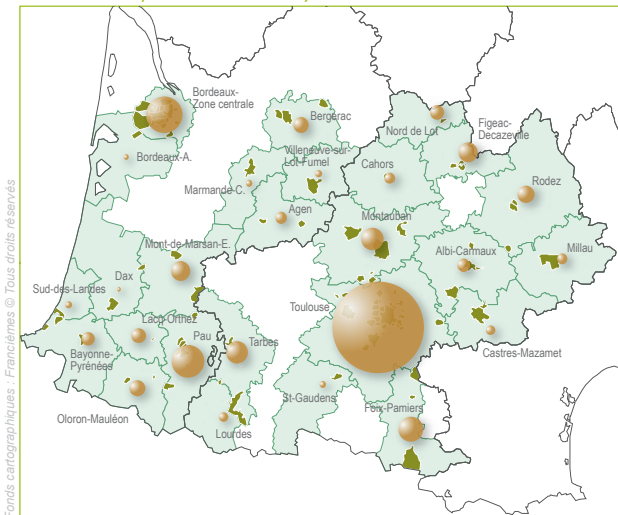 Bordeaux-
Zone centrale
Bordeaux-A.
Bergerac
Nord de Lot
Figeac-
Decazeville
Villeneuve-sur-
Lot-Fumel
Cahors
Rodez
Marmande-C.
Agen
Montauban
Mont-de-Marsan-E.
Albi-Carmaux
Millau
Dax
Sud-des-Landes
Toulouse
Lacq-Orthez
Pau
Tarbes
Bayonne-
Pyrénées
Castres-Mazamet
St-Gaudens
Foix-Pamiers
Oloron-Mauléon
Lourdes
Fonds cartographiques : Franciêmes © Tous droits réservés